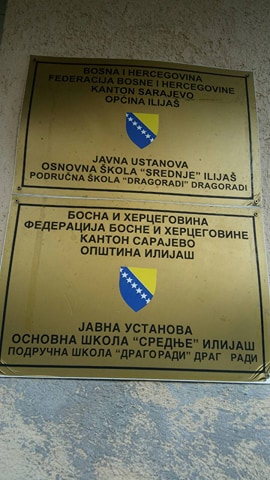 BOSNA I HERCEGOVINA
FEDERACIJA BOSNE I HERCEGOVINE
KANTON SARAJEVO
OPĆINA ILIJAŠ
JAVNA USTANOVA
OSNOVNA ŠKOLA "SREDNJE" ILIJAŠ
PODRUČNA ŠKOLA "DRAGORADI" DRAGORADI
БОСНА И ХЕРЦЕГОВИНА
ФЕДЕРАЦИЈА БОСНЕ И ХЕРЦЕГОВИНЕ
КАНТОН САРАЈЕВО
ОПШТИНА ИЛИЈАШ
ЈАВНА УСТАНОВА
ОСНОВНА ШКОЛА "СРЕДЊЕ" ИЛИЈАШ
ПОДРУЧНА ШКОЛА "ДРАГОРАДИ" ДРАГ РАДИ